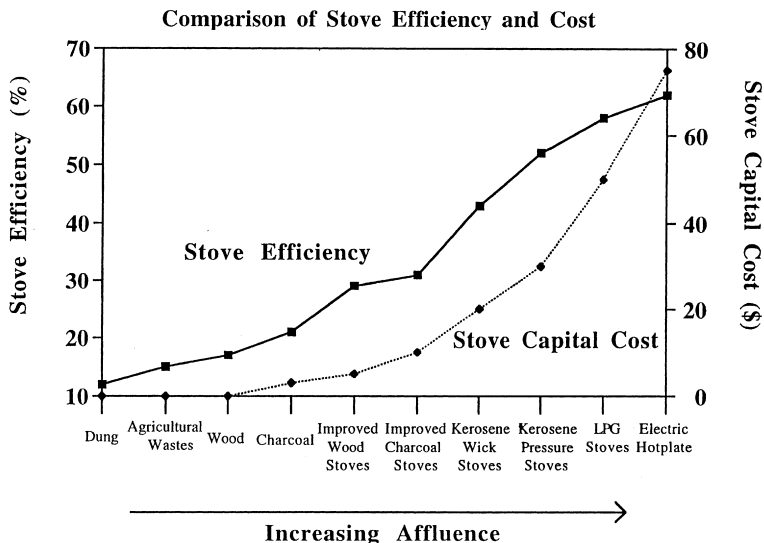 Comparison of Stove Efficiency and Cost
70
60
50
40
30
20
10
Stove Efficiency (%)
80
60
40
20
0
Stove Capital Cost ($)
Stove Efficiency
Stove Capital Cost
Dung
Agricultural
Wastes
Wood
Charcoal
Improved
Wood
Stoves
Improved
Charcoal
Stoves
Kerosene
Wick
Stoves
Kerosene
Pressure
Stoves
LPG
Stoves
Electric
Hotplate
Increasing Affluence